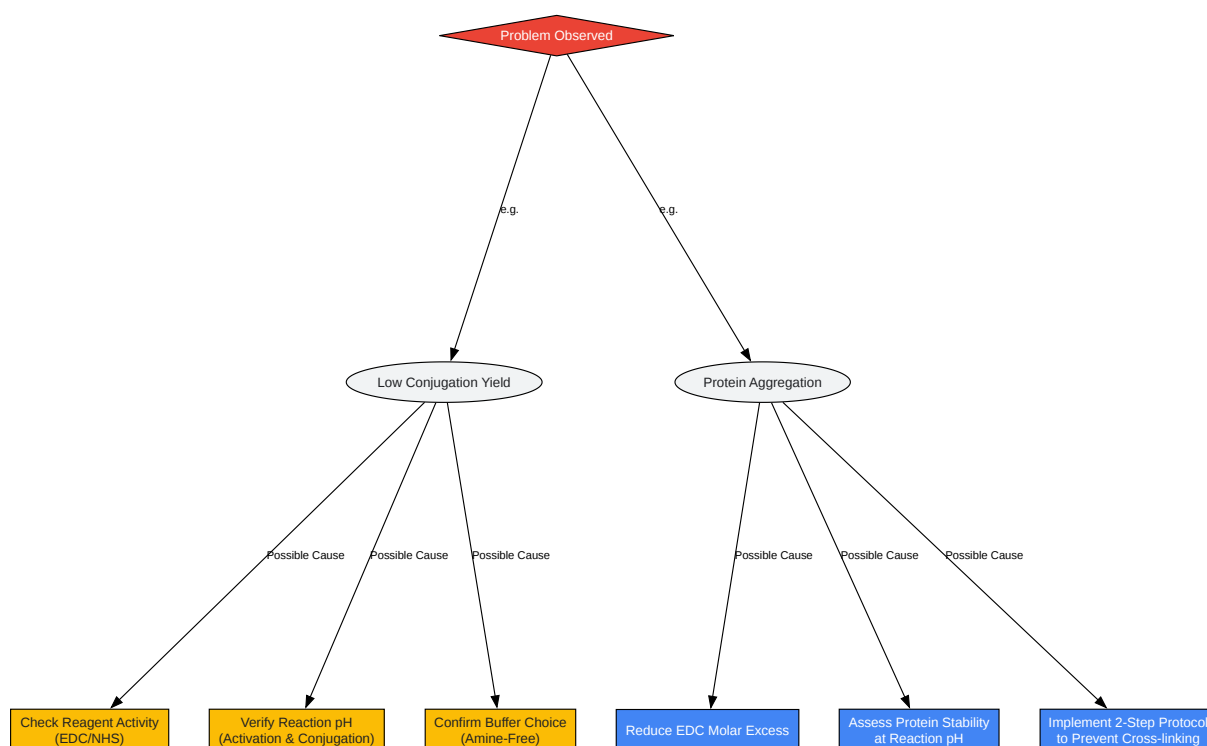 Problem Observed
e.g.
e.g.
Low Conjugation Yield
Protein Aggregation
Possible Cause
Possible Cause
Possible Cause
Possible Cause
Possible Cause
Possible Cause
Check Reagent Activity
(EDC/NHS)
Verify Reaction pH
(Activation & Conjugation)
Confirm Buffer Choice
(Amine-Free)
Reduce EDC Molar Excess
Assess Protein Stability
at Reaction pH
Implement 2-Step Protocol
to Prevent Cross-linking